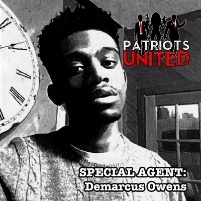 PATRIOTS
UNITED
SPECIAL AGENT:
Demarcus Owens